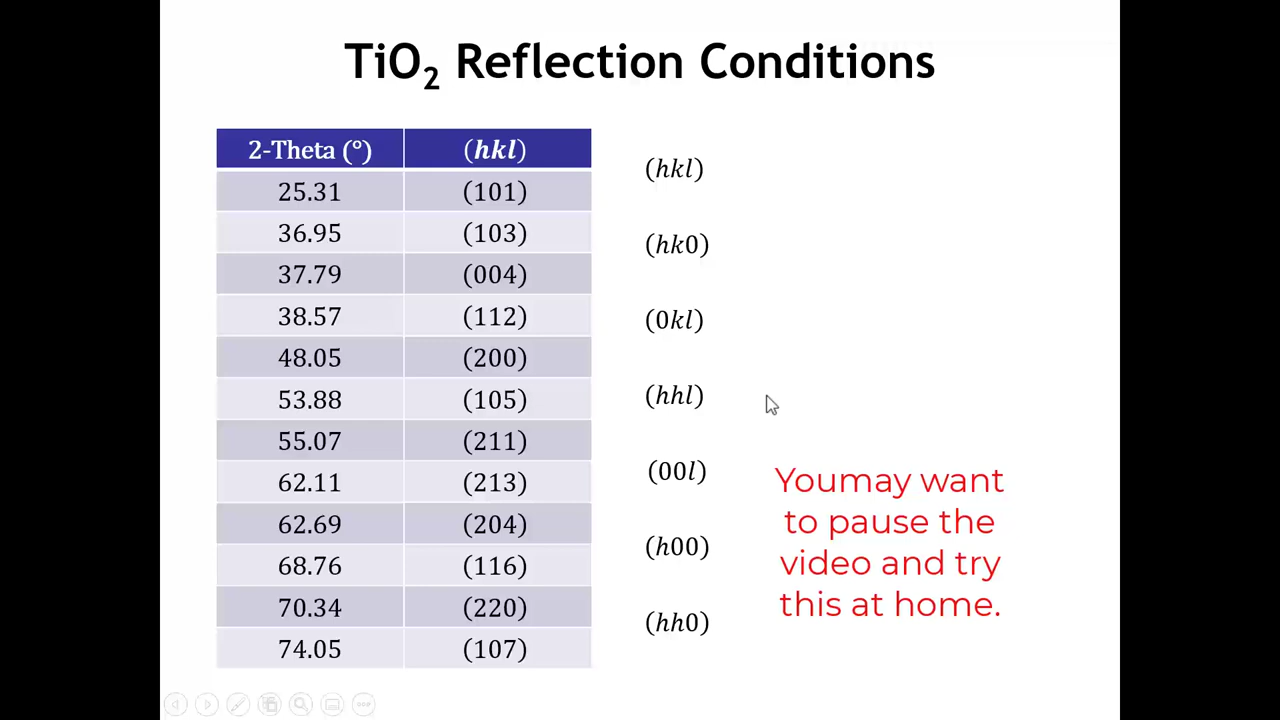 TiO₂ Reflection Conditions
2-Theta (°) (hkl)
25.31 (101)
36.95 (103)
37.79 (004)
38.57 (112)
48.05 (200)
53.88 (105)
55.07 (211)
62.11 (213)
62.69 (204)
68.76 (116)
70.34 (220)
74.05 (107)
(hkl)
(hk0)
(0kl)
(hhl)
(00l)
(h00)
(hh0)
Youmay want
to pause the
video and try
this at home.